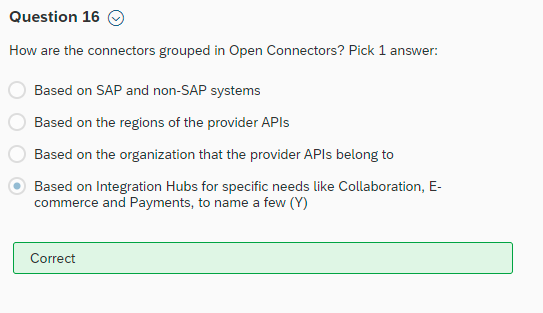 Question 16
How are the connectors grouped in Open Connectors? Pick 1 answer:
Based on SAP and non-SAP systems
Based on the regions of the provider APIs
Based on the organization that the provider APIs belong to
Based on Integration Hubs for specific needs like Collaboration, E-
commerce and Payments, to name a few (Y)
Correct